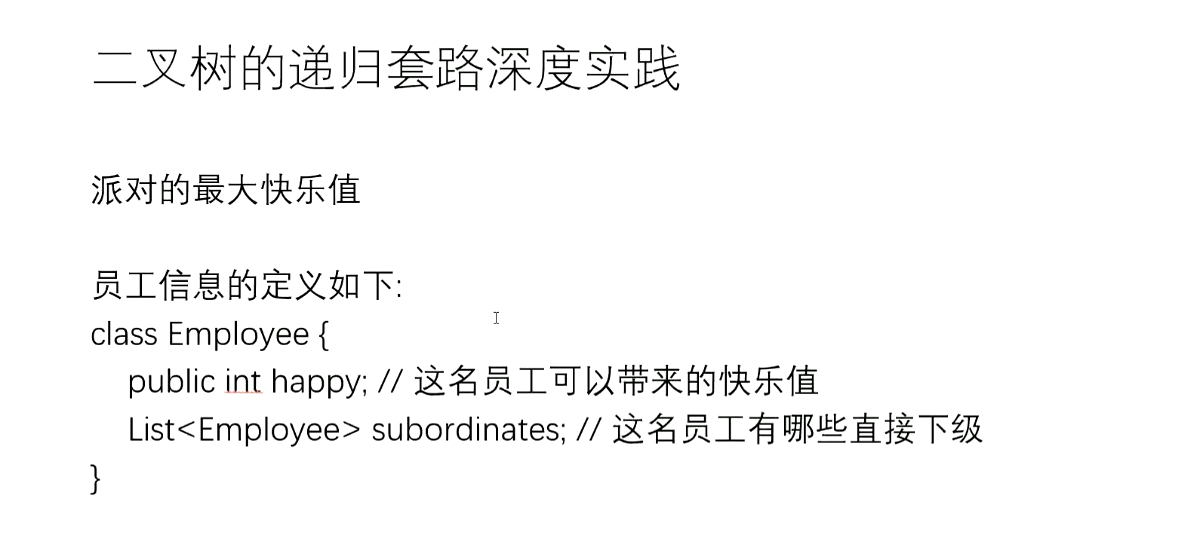 二叉树的递归套路深度实践
派对的最大快乐值
员工信息的定义如下:
class Employee {
public int happy; // 这名员工可以带来的快乐值
List<Employee> subordinates; // 这名员工有哪些直接下级
}